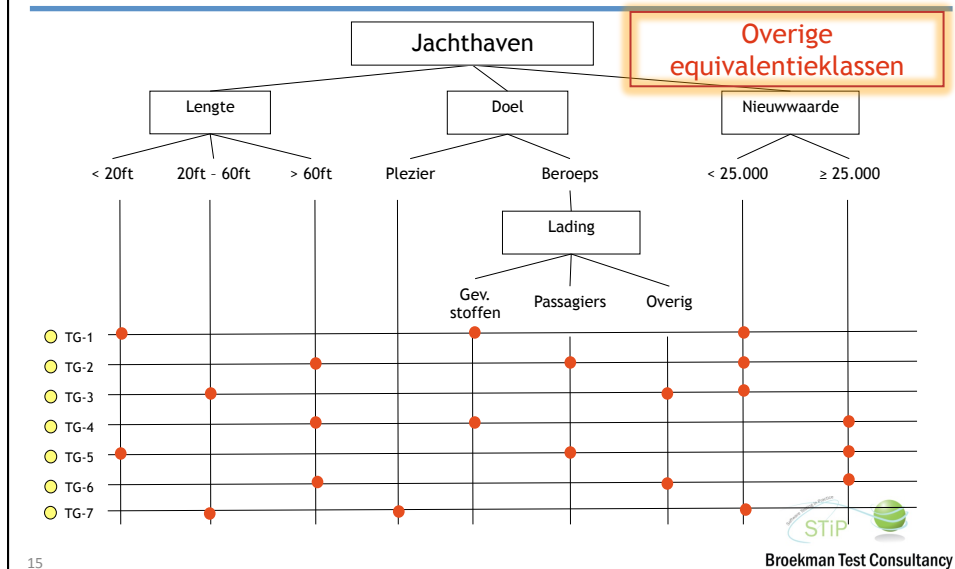 Jachthaven
Overige
equivalentieklassen
Lengte
Doel
Nieuwwaarde
< 20ft
20ft - 60ft
> 60ft
Plezier
Beroeps
< 25.000
≥ 25.000
Lading
Gev.
stoffen
Passagiers
Overig
TG-1
TG-2
TG-3
TG-4
TG-5
TG-6
TG-7
STiP
15
Broekman Test Consultancy